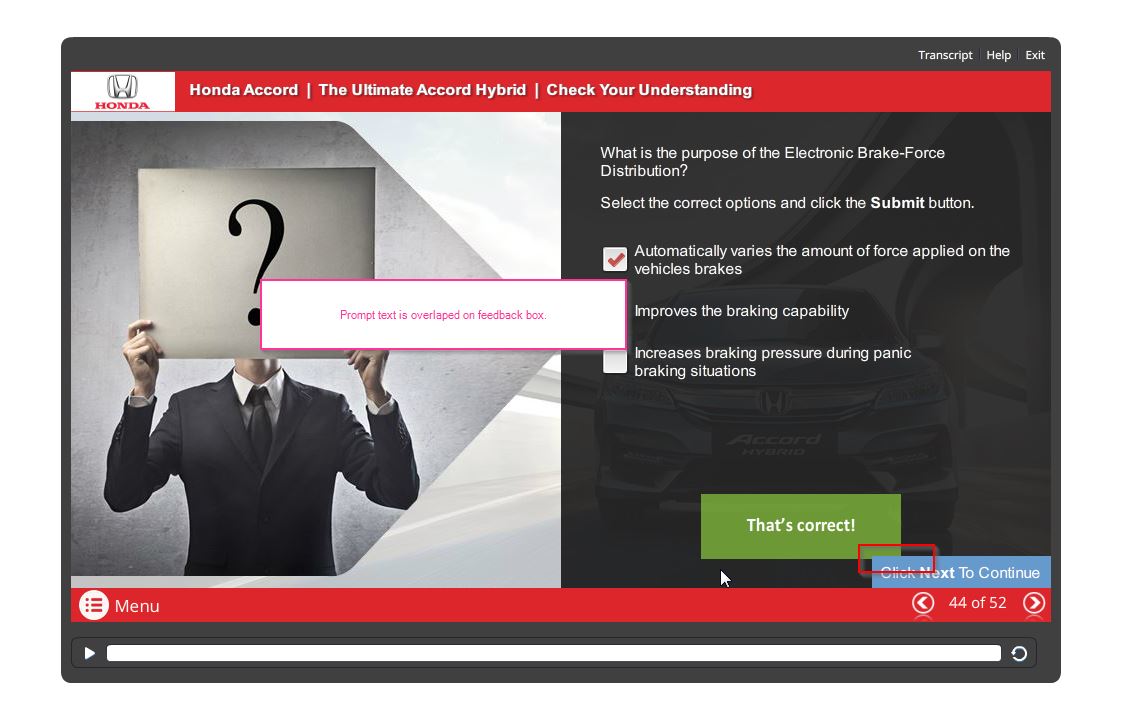 Transcript Help Exit
HONDA
Honda Accord | The Ultimate Accord Hybrid | Check Your Understanding
What is the purpose of the Electronic Brake-Force
Distribution?
Select the correct options and click the Submit button.
Automatically varies the amount of force applied on the
vehicles brakes
?
Prompt text is overlaped on feedback box.
Improves the braking capability
Increases braking pressure during panic
braking situations
Accord
HYBRID
That's correct!
Click Next To Continue
Menu
44 of 52